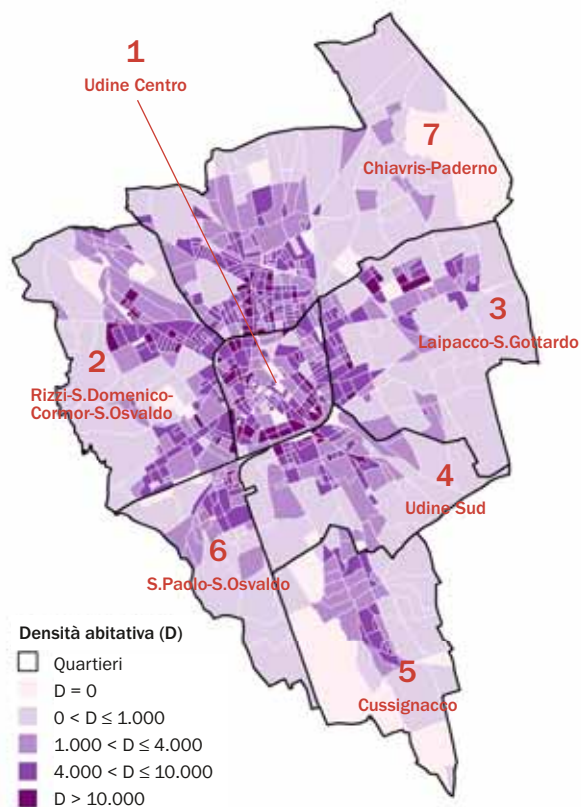 1
Udine Centro
7
Chiavris-Paderno
3
Laipacco-S.Gottardo
2
Rizzi-S.Domenico-
Cormor-S.Osvaldo
4
Udine Sud
6
S.Paolo-S.Osvaldo
5
Cussignacco
Densità abitativa (D)
Quartieri
D = 0
0 < D ≤ 1.000
1.000 < D ≤ 4.000
4.000 < D ≤ 10.000
D > 10.000